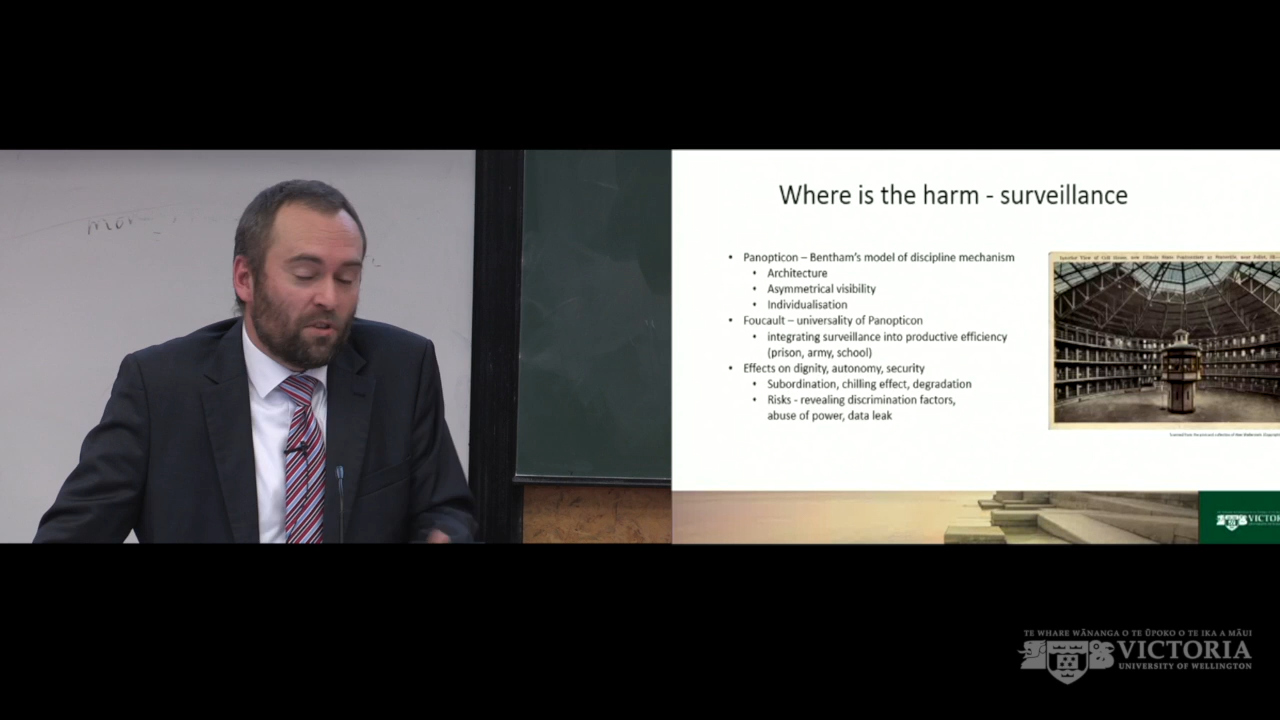 mor
Where is the harm - surveillance
• Panopticon – Bentham's model of discipline mechanism
• Architecture
• Asymmetrical visibility
• Individualisation
• Foucault – universality of Panopticon
• integrating surveillance into productive efficiency
(prison, army, school)
• Effects on dignity, autonomy, security
• Subordination, chilling effect, degradation
• Risks - revealing discrimination factors,
abuse of power, data leak
VICTOR
TE WHARE WĀNANGA O TE ŪPOKO O TE IKA A MĀUI
VICTORIA
UNIVERSITY OF WELLINGTON